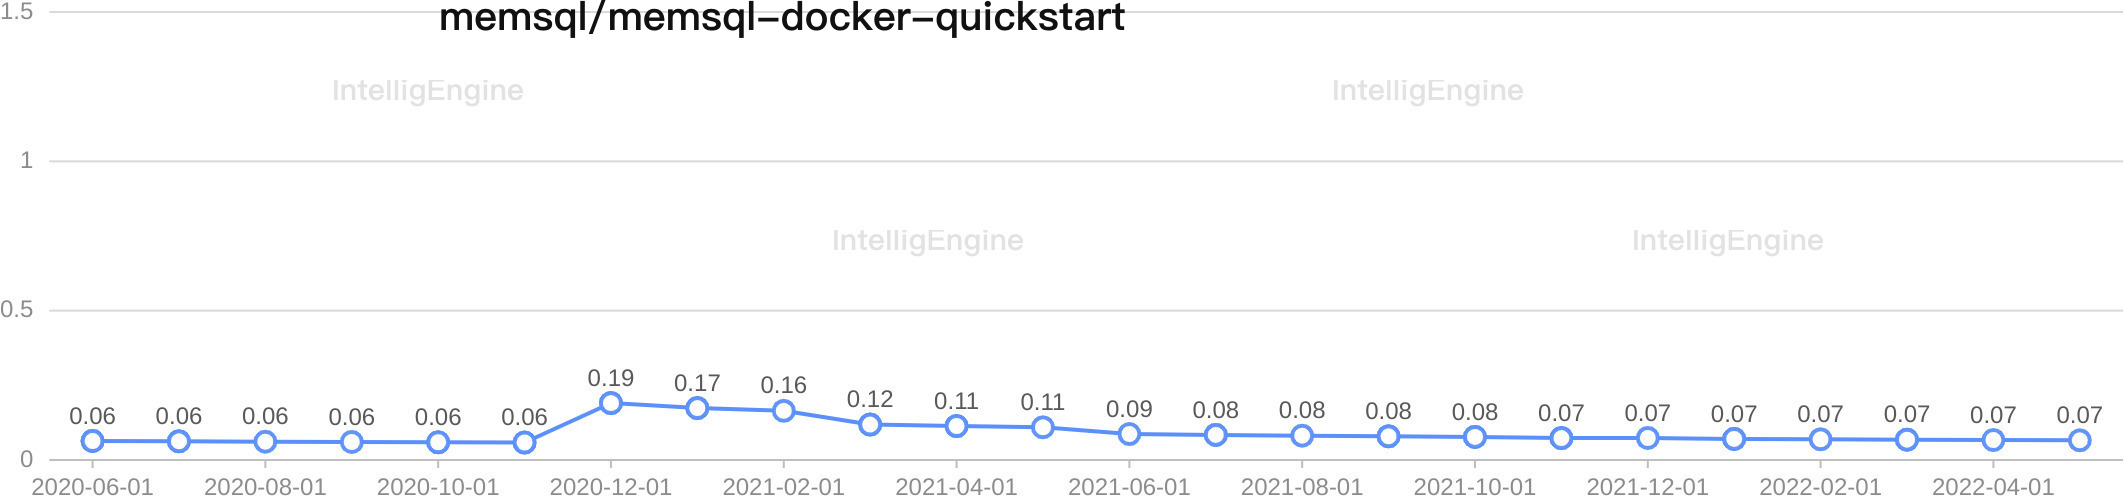 memsql/memsql-docker-quickstart
1.5
IntelligEngine IntelligEngine
1
IntelligEngine IntelligEngine
0.5
0.06 0.06 0.06 0.06 0.06 0.06 0.19 0.17 0.16 0.12 0.11 0.11 0.09 0.08 0.08 0.08 0.08 0.07 0.07 0.07 0.07 0.07 0.07 0.07
0
2020-06-01 2020-08-01 2020-10-01 2020-12-01 2021-02-01 2021-04-01 2021-06-01 2021-08-01 2021-10-01 2021-12-01 2022-02-01 2022-04-01